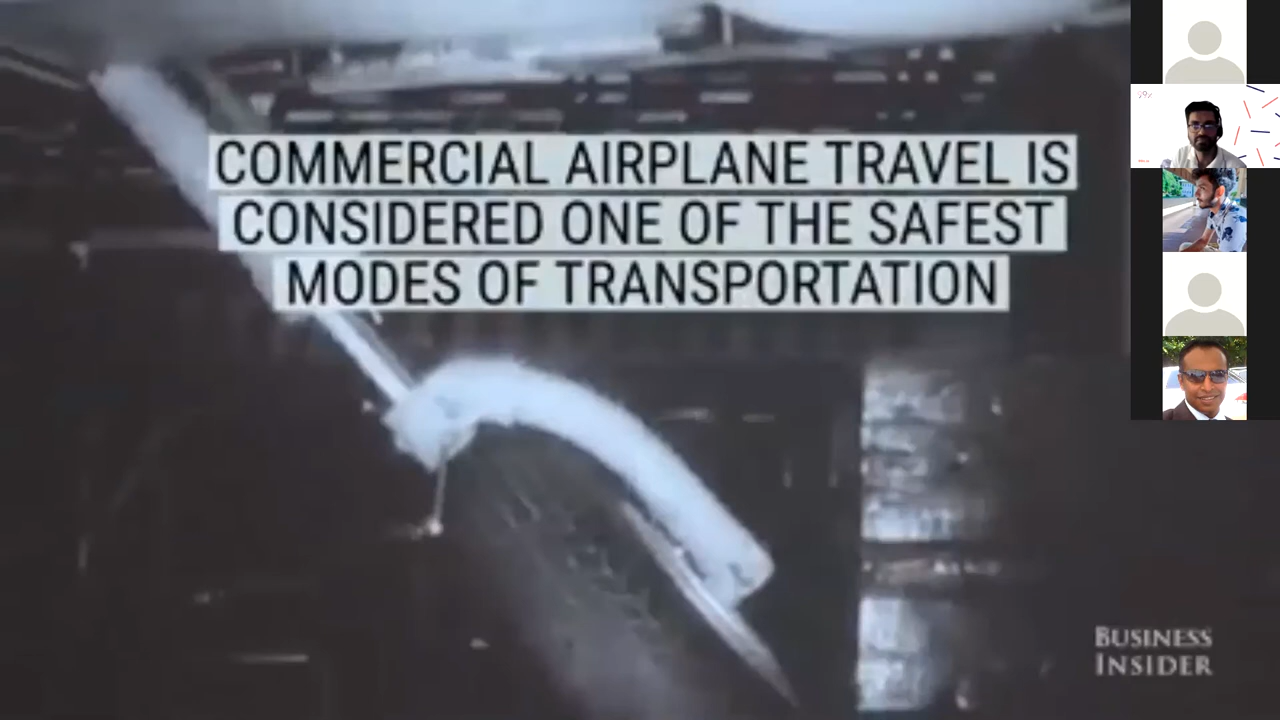 COMMERCIAL AIRPLANE TRAVEL IS
CONSIDERED ONE OF THE SAFEST
MODES OF TRANSPORTATION
BUSINESS
INSIDER